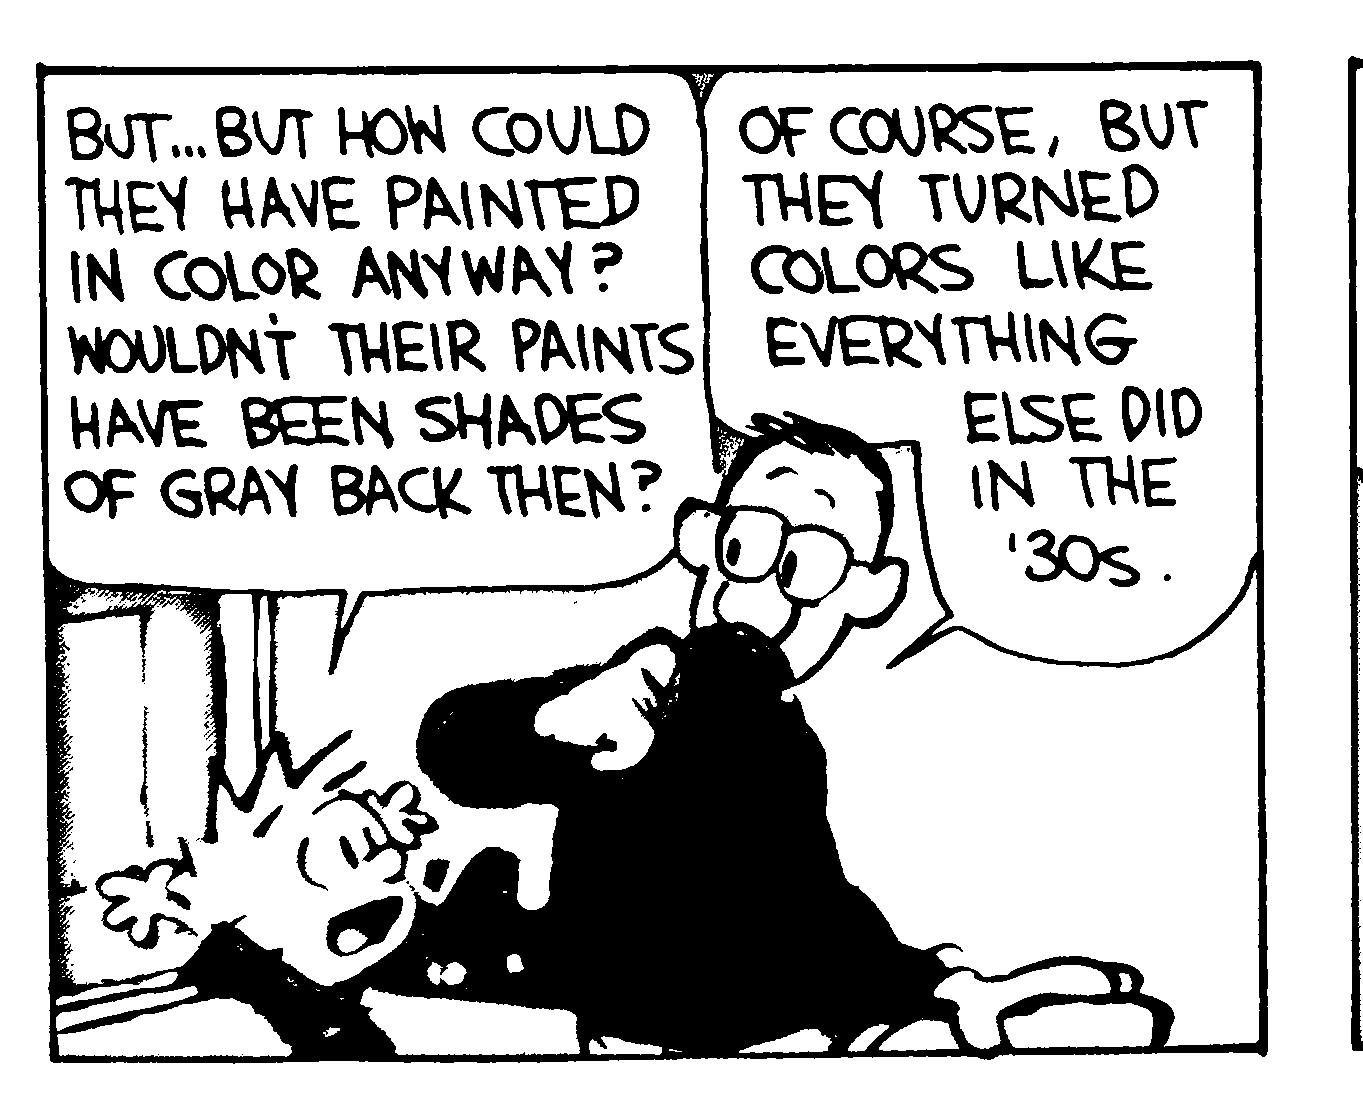 BUT...BUT HOW COULD
THEY HAVE PAINTED
IN COLOR ANYWAY?
WOULDN'T THEIR PAINTS
HAVE BEEN SHADES
OF GRAY BACK THEN?
OF COURSE, BUT
THEY TURNED
COLORS LIKE
EVERYTHING
ELSE DID
IN THE
'30s.